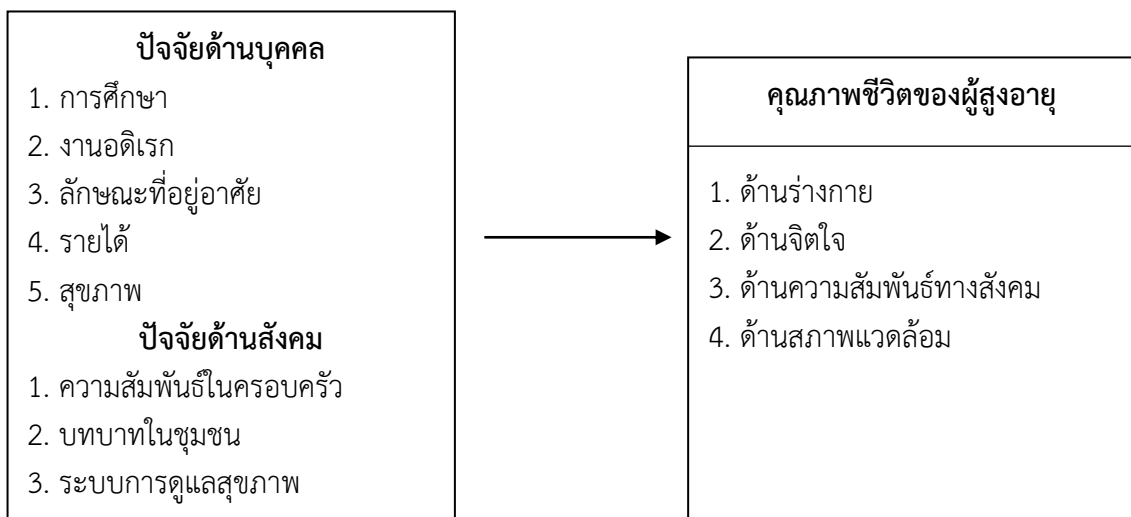 ปัจจัยด้านบุคคล
1. การศึกษา
2. งานอดิเรก
3. ลักษณะที่อยู่อาศัย
4. รายได้
5. สุขภาพ
ปัจจัยด้านสังคม
1. ความสัมพันธ์ในครอบครัว
2. บทบาทในชุมชน
3. ระบบการดูแลสุขภาพ
คุณภาพชีวิตของผู้สูงอายุ
1. ด้านร่างกาย
2. ด้านจิตใจ
3. ด้านความสัมพันธ์ทางสังคม
4. ด้านสภาพแวดล้อม